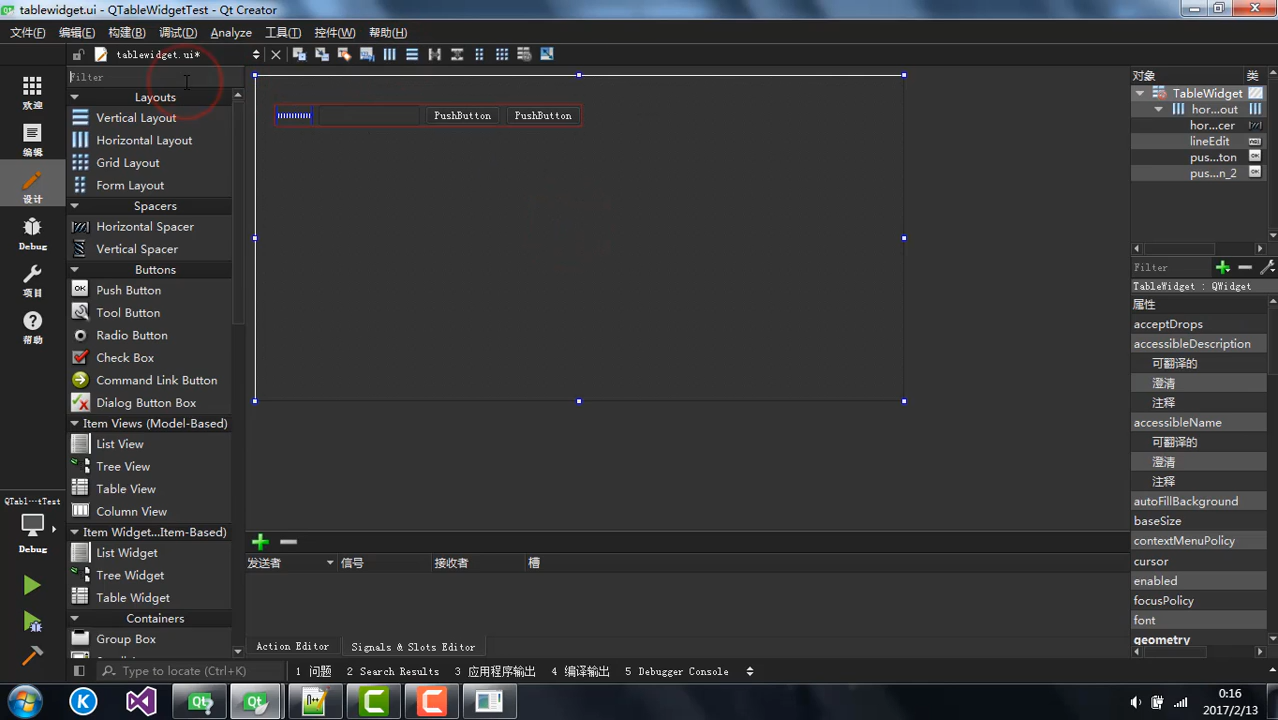 tablewidget.ui - QTableWidgetTest - Qt Creator
文件(F) 编辑(E) 构建(B) 调试(D) Analyze 工具(T) 控件(W) 帮助(H)
tablewidget.ui*
欢迎
编辑
设计
Debug
项目
帮助
QTabl...tTest
Debug
Filter
Layouts
Vertical Layout
Horizontal Layout
Grid Layout
Form Layout
Spacers
Horizontal Spacer
Vertical Spacer
Buttons
OK Push Button
Tool Button
Radio Button
Check Box
Command Link Button
Dialog Button Box
Item Views (Model-Based)
List View
Tree View
Table View
Column View
Item Widget...Item-Based)
List Widget
Tree Widget
Table Widget
Containers
Group Box
PushButton PushButton
发送者 信号 接收者 槽
Action Editor Signals & Slots Editor
对象 类
TableWidget
hor...out
hor...cer
lineEdit
pus...ton
pus...n_2
Filter
TableWidget : QWidget
属性
acceptDrops
accessibleDescription
可翻译的
澄清
注释
accessibleName
可翻译的
澄清
注释
autoFillBackground
baseSize
contextMenuPolicy
cursor
enabled
focusPolicy
font
geometry
Type to locate (Ctrl+K) 1 问题 2 Search Results 3 应用程序输出 4 编译输出 5 Debugger Console
0:16
2017/2/13